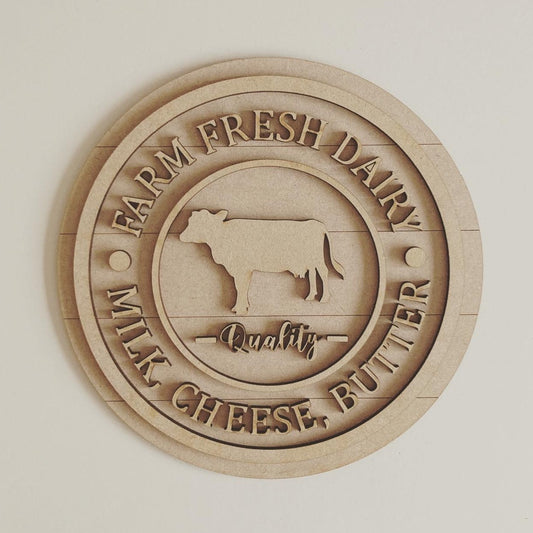 FARM FRESH DAIRY
Quality
MILK, CHEESE, BUTTER